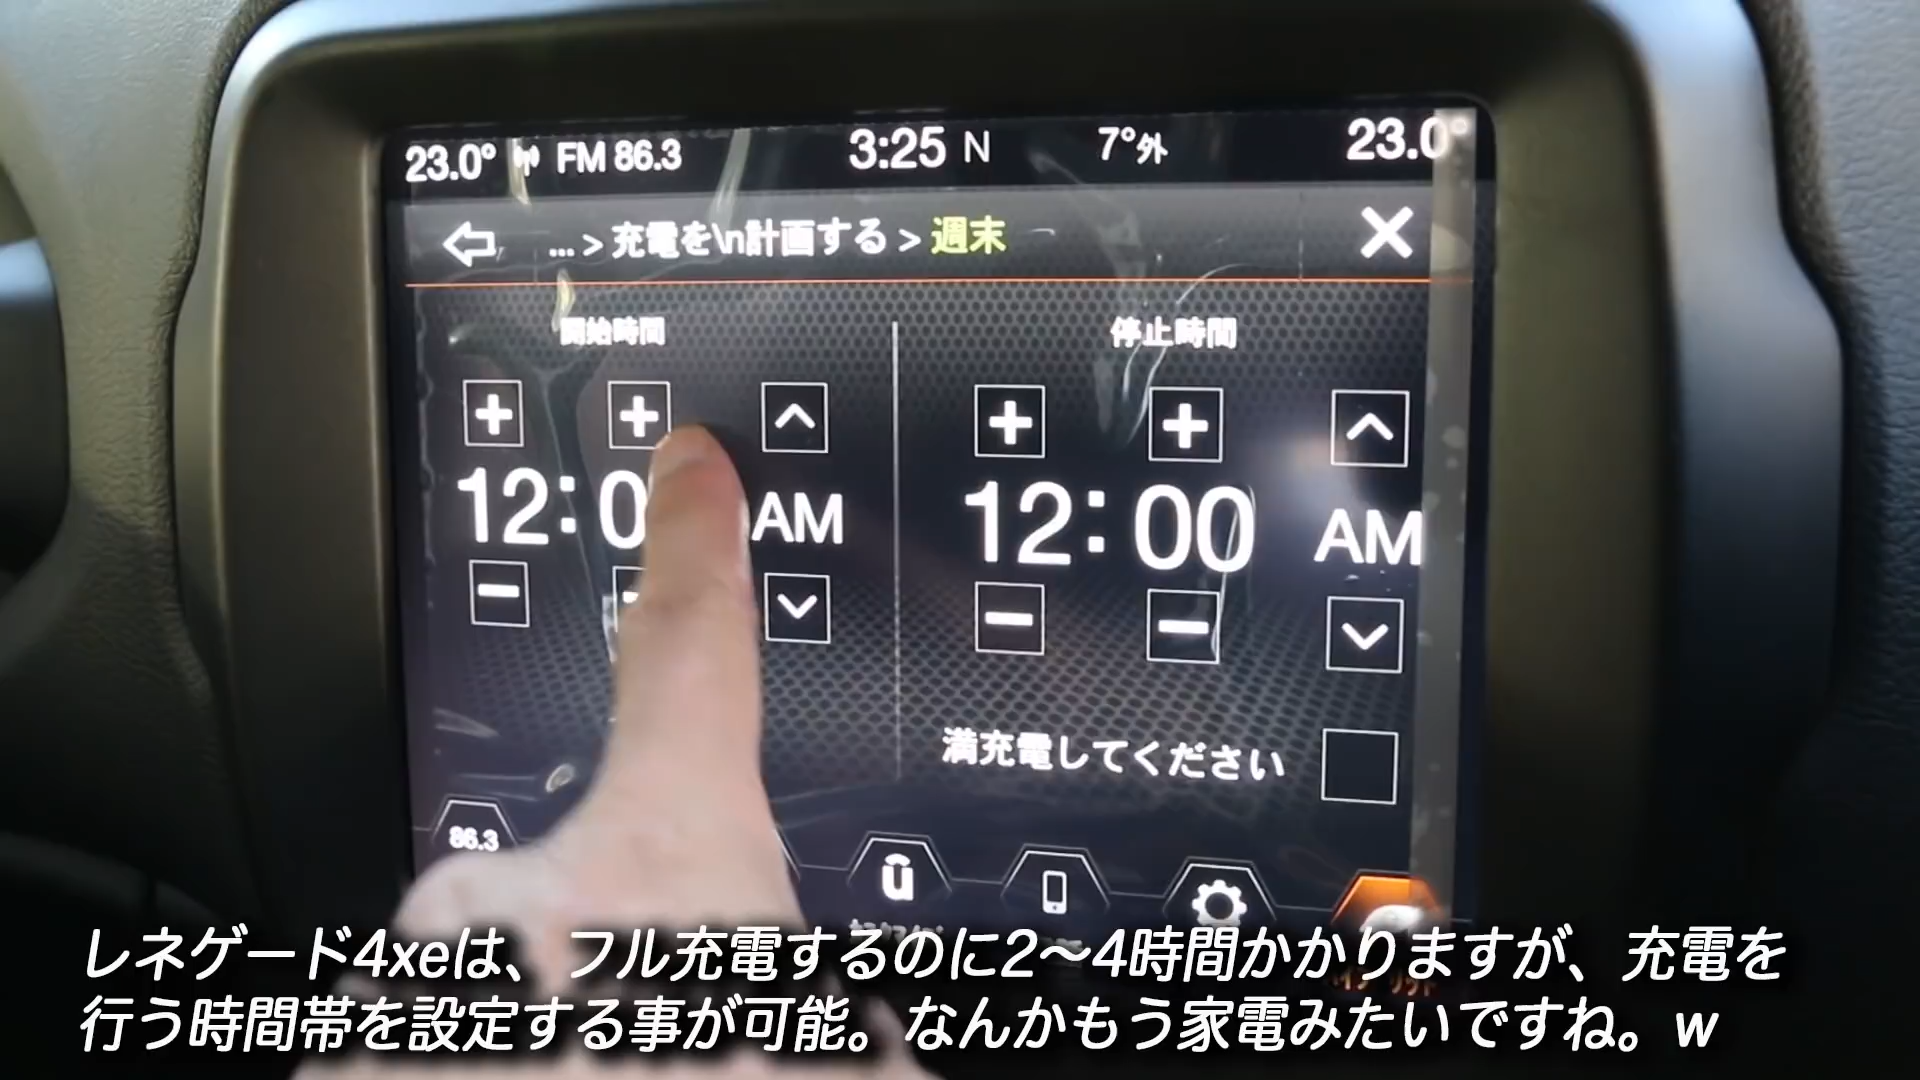 23.0° FM 86.3 3:25 N 7°外 23.0°
... > 充電を\n計画する > 週末
開始時間 停止時間
12:0 AM 12:00 AM
満充電してください
86.3
レネゲード4xeは、フル充電するのに2〜4時間かかりますが、充電を
行う時間帯を設定する事が可能。なんかもう家電みたいですね。w